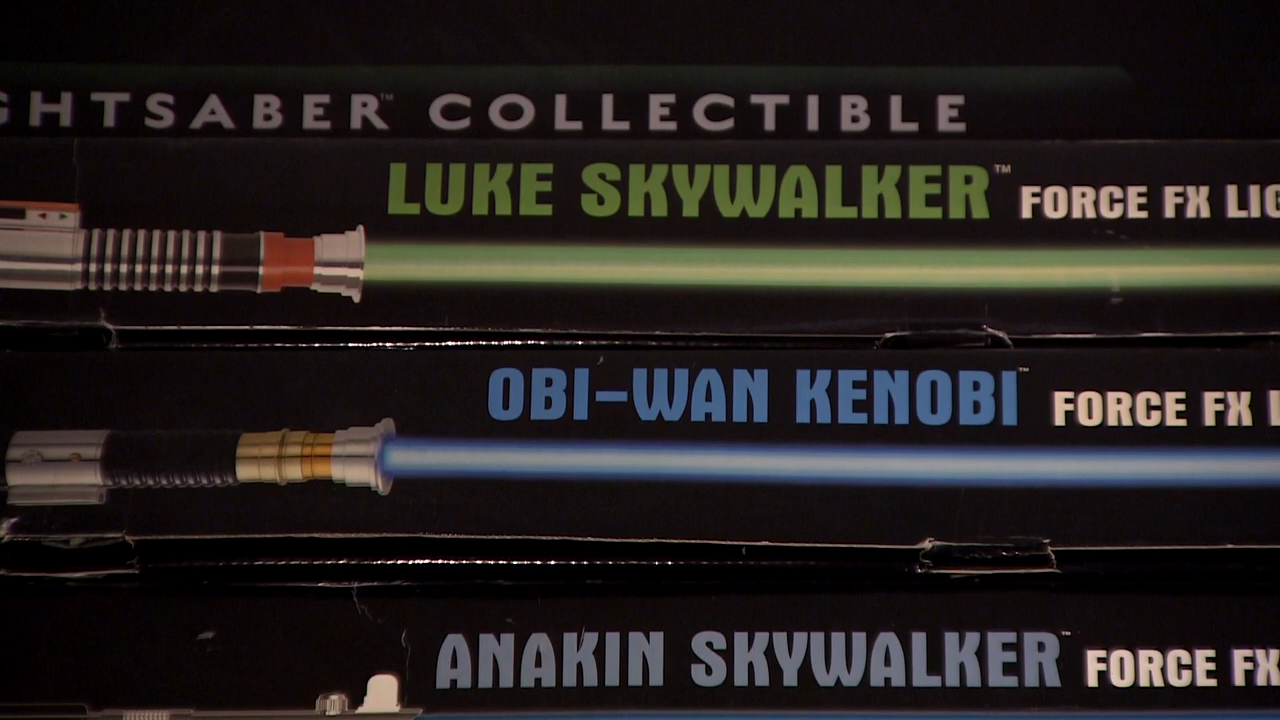 GHTSABER™ COLLECTIBLE
LUKE SKYWALKER™ FORCE FX LIG
OBI-WAN KENOBI™ FORCE FX L
ANAKIN SKYWALKER™ FORCE FX